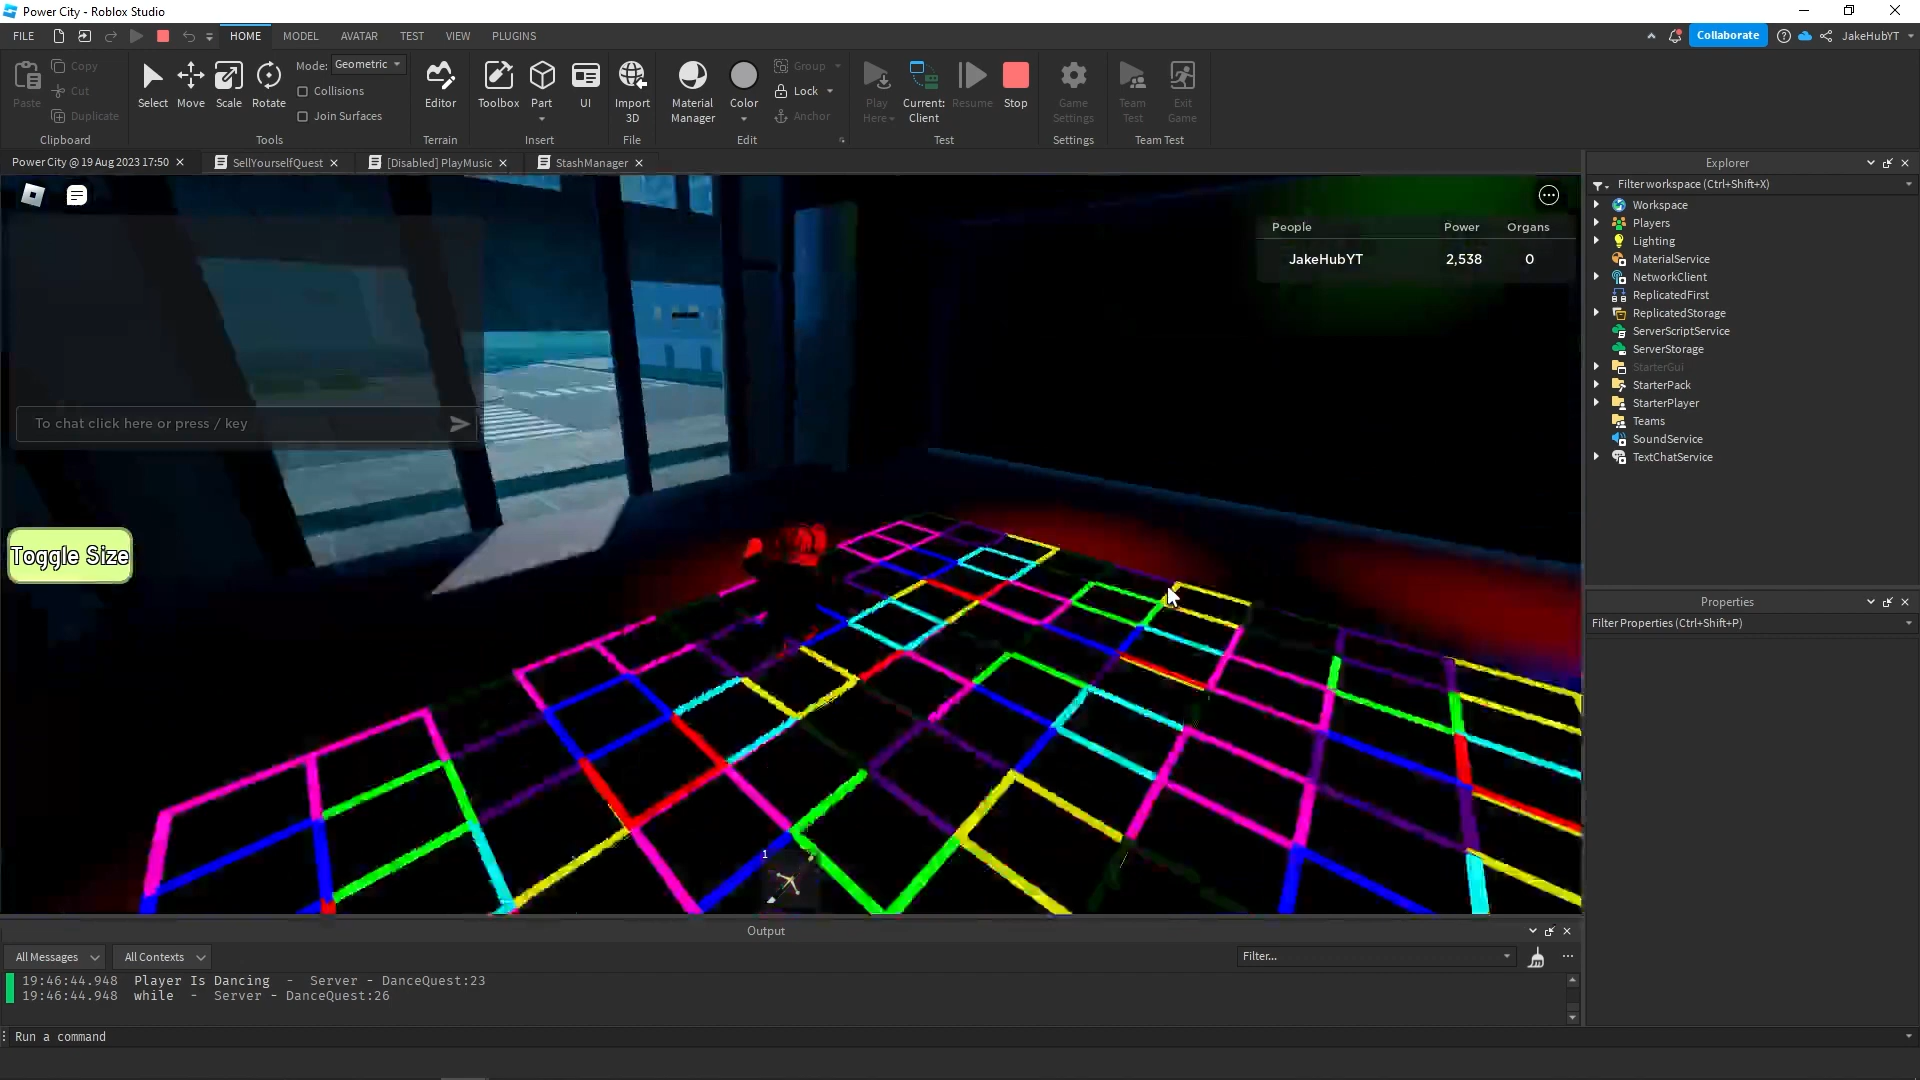 Power City - Roblox Studio
FILE HOME MODEL AVATAR TEST VIEW PLUGINS Collaborate JakeHubYT
Paste Copy Cut Duplicate Clipboard
Select Move Scale Rotate Mode: Geometric Collisions Join Surfaces Tools
Editor Terrain
Toolbox Part UI Insert
Import 3D File
Material Manager Color Group Lock Anchor Edit
Play Here Current: Client Resume Stop Test
Game Settings Settings
Team Test Exit Game Team Test
Power City @ 19 Aug 2023 17:50 SellYourselfQuest [Disabled] PlayMusic StashManager
People Power Organs
JakeHubYT 2,538 0
To chat click here or press / key
Toggle Size
1
Explorer
Filter workspace (Ctrl+Shift+X)
Workspace
Players
Lighting
MaterialService
NetworkClient
ReplicatedFirst
ReplicatedStorage
ServerScriptService
ServerStorage
StarterGui
StarterPack
StarterPlayer
Teams
SoundService
TextChatService
Properties
Filter Properties (Ctrl+Shift+P)
Output
All Messages All Contexts Filter...
19:46:44.948 Player Is Dancing - Server - DanceQuest:23
19:46:44.948 while - Server - DanceQuest:26
Run a command